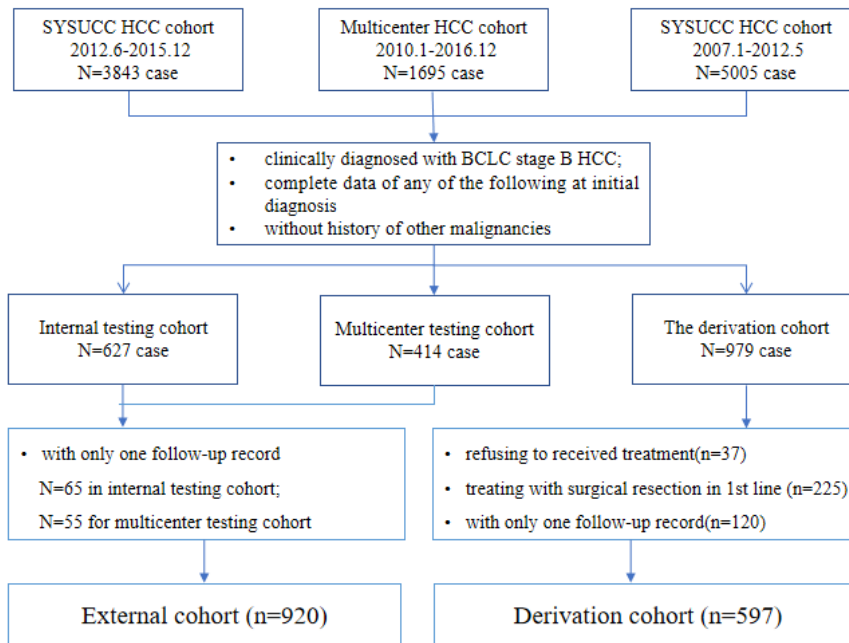 SYSUCC HCC cohort
2012.6-2015.12
N=3843 case
Multicenter HCC cohort
2010.1-2016.12
N=1695 case
SYSUCC HCC cohort
2007.1-2012.5
N=5005 case
• clinically diagnosed with BCLC stage B HCC;
• complete data of any of the following at initial
diagnosis
• without history of other malignancies
Internal testing cohort
N=627 case
Multicenter testing cohort
N=414 case
The derivation cohort
N=979 case
• with only one follow-up record
N=65 in internal testing cohort;
N=55 for multicenter testing cohort
• refusing to received treatment(n=37)
• treating with surgical resection in 1st line (n=225)
• with only one follow-up record(n=120)
External cohort (n=920)
Derivation cohort (n=597)